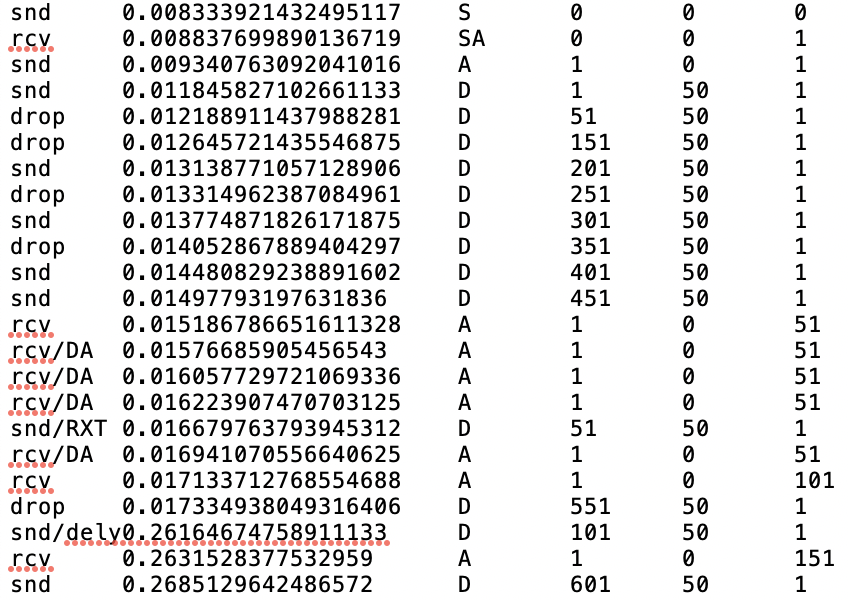 snd 0.008333921432495117 S 0 0 0
rcv 0.008837699890136719 SA 0 0 1
snd 0.009340763092041016 A 1 0 1
snd 0.011845827102661133 D 1 50 1
drop 0.012188911437988281 D 51 50 1
drop 0.012645721435546875 D 151 50 1
snd 0.013138771057128906 D 201 50 1
drop 0.013314962387084961 D 251 50 1
snd 0.013774871826171875 D 301 50 1
drop 0.014052867889404297 D 351 50 1
snd 0.014480829238891602 D 401 50 1
snd 0.01497793197631836 D 451 50 1
rcv 0.015186786651611328 A 1 0 51
rcv/DA 0.01576685905456543 A 1 0 51
rcv/DA 0.016057729721069336 A 1 0 51
rcv/DA 0.016223907470703125 A 1 0 51
snd/RXT 0.016679763793945312 D 51 50 1
rcv/DA 0.016941070556640625 A 1 0 51
rcv 0.017133712768554688 A 1 0 101
drop 0.017334938049316406 D 551 50 1
snd/dely0.26164674758911133 D 101 50 1
rcv 0.2631528377532959 A 1 0 151
snd 0.2685129642486572 D 601 50 1